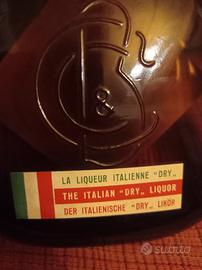 &
LA LIQUEUR ITALIENNE "DRY„
THE ITALIAN "DRY„ LIQUOR
DER ITALIENISCHE "DRY„ LIKÖR
subito